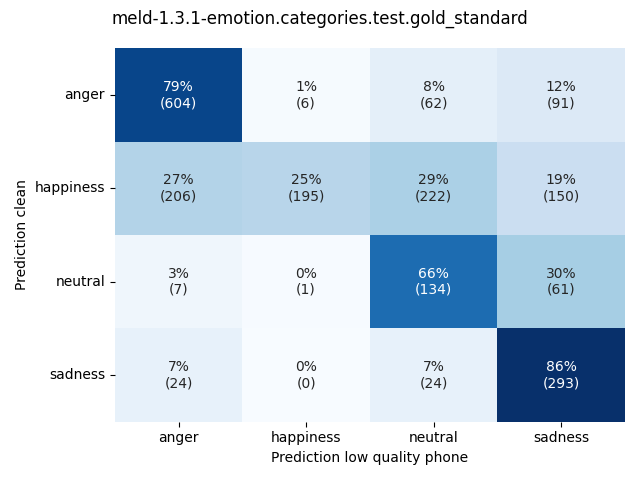 meld-1.3.1-emotion.categories.test.gold_standard
Prediction clean
anger
79%
(604)
1%
(6)
8%
(62)
12%
(91)
happiness
27%
(206)
25%
(195)
29%
(222)
19%
(150)
neutral
3%
(7)
0%
(1)
66%
(134)
30%
(61)
sadness
7%
(24)
0%
(0)
7%
(24)
86%
(293)
anger
happiness
neutral
sadness
Prediction low quality phone